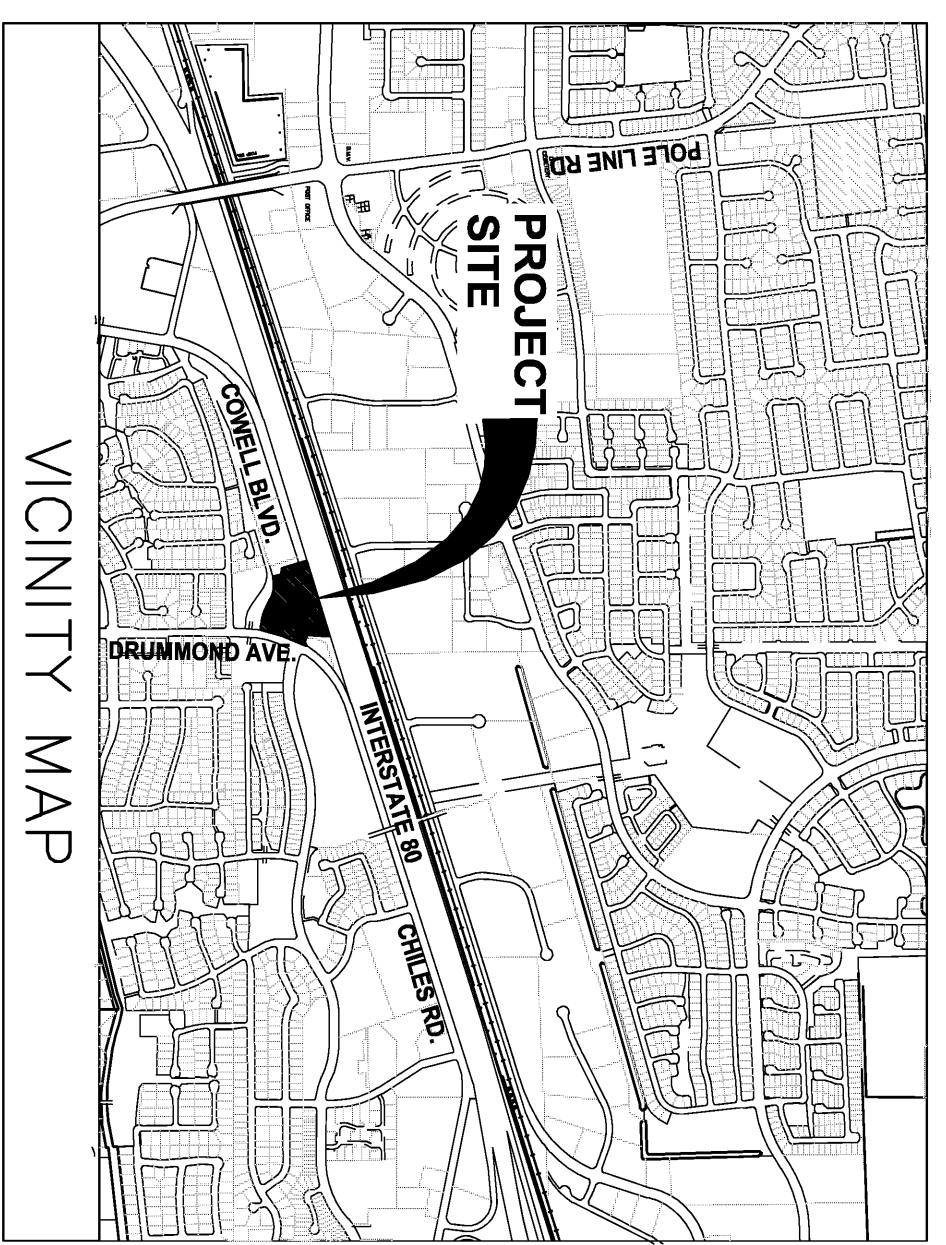 POLE LINE RD
PROJECT
SITE
POST OFFICE
COWELL BLVD.
DRUMMOND AVE.
INTERSTATE 80
CHILES RD.
VICINITY MAP